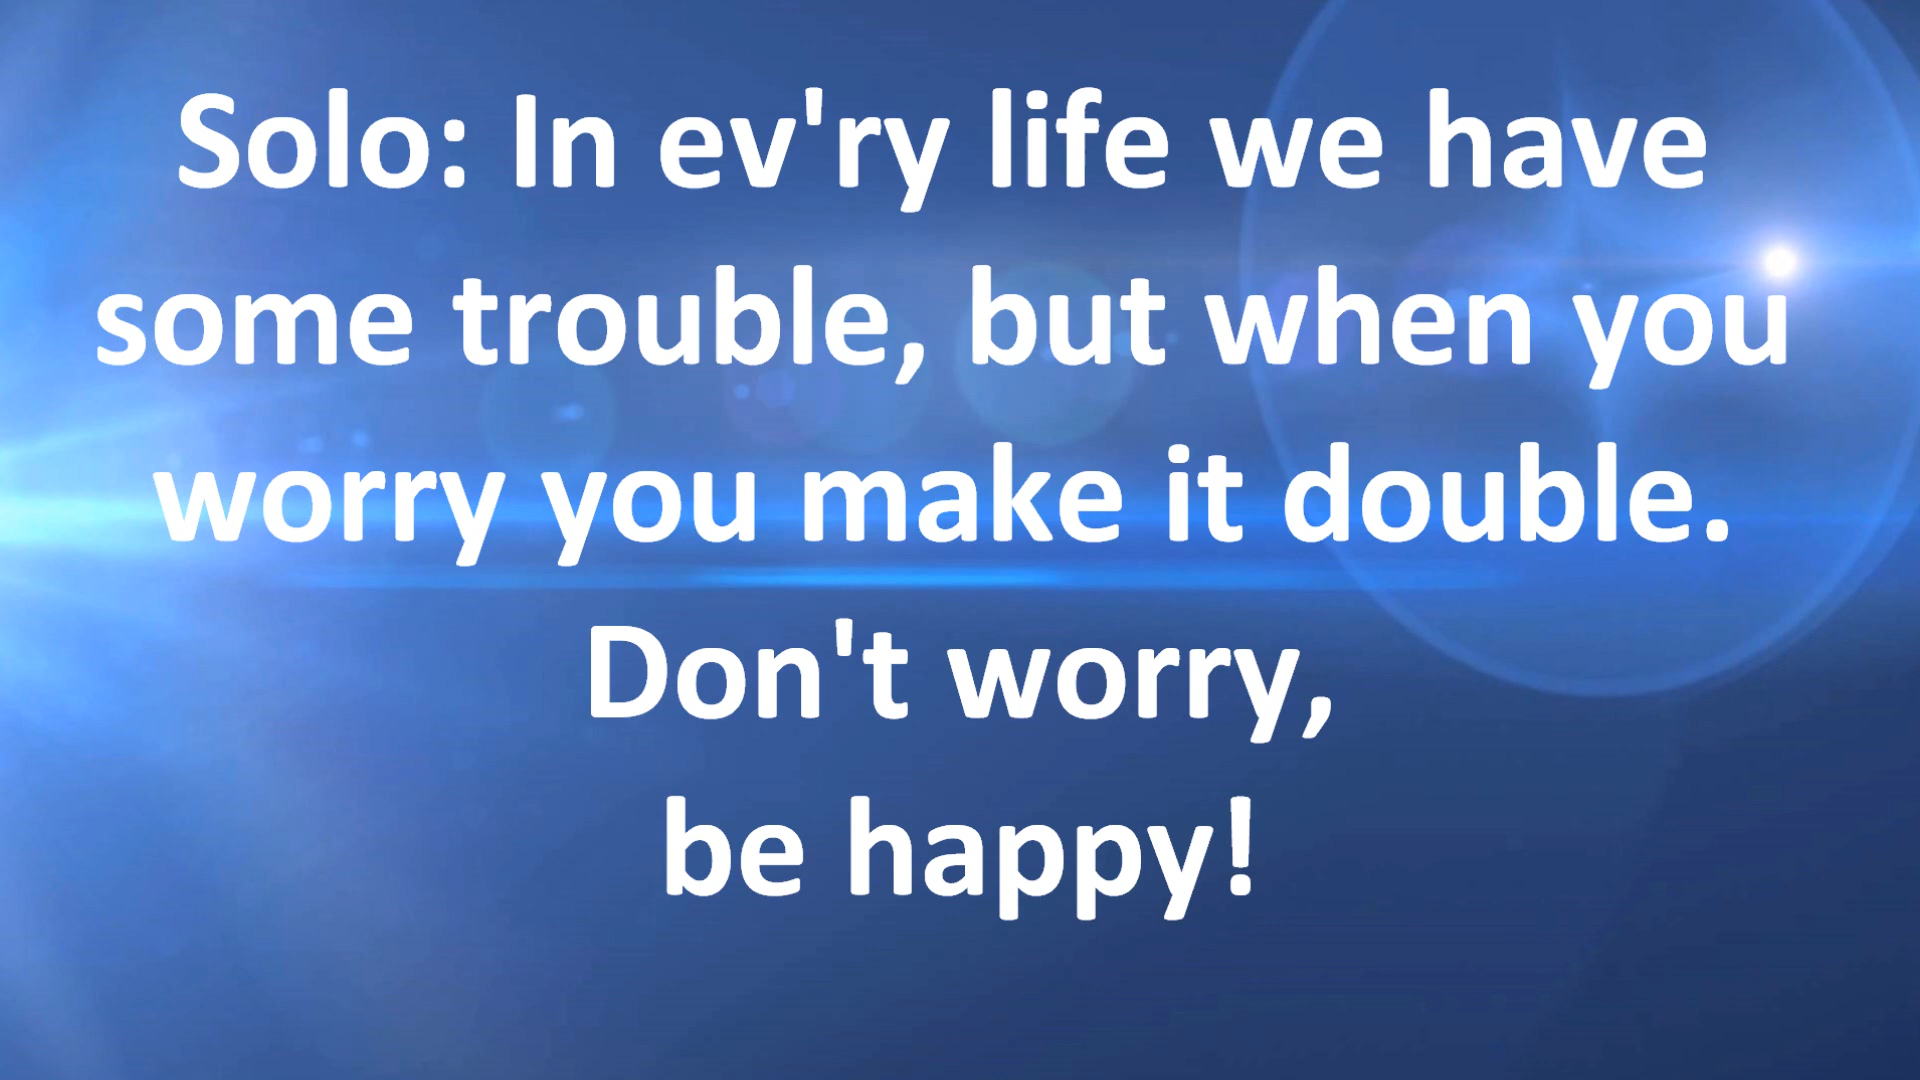 Solo: In ev'ry life we have
some trouble, but when you
worry you make it double.
Don't worry,
be happy!